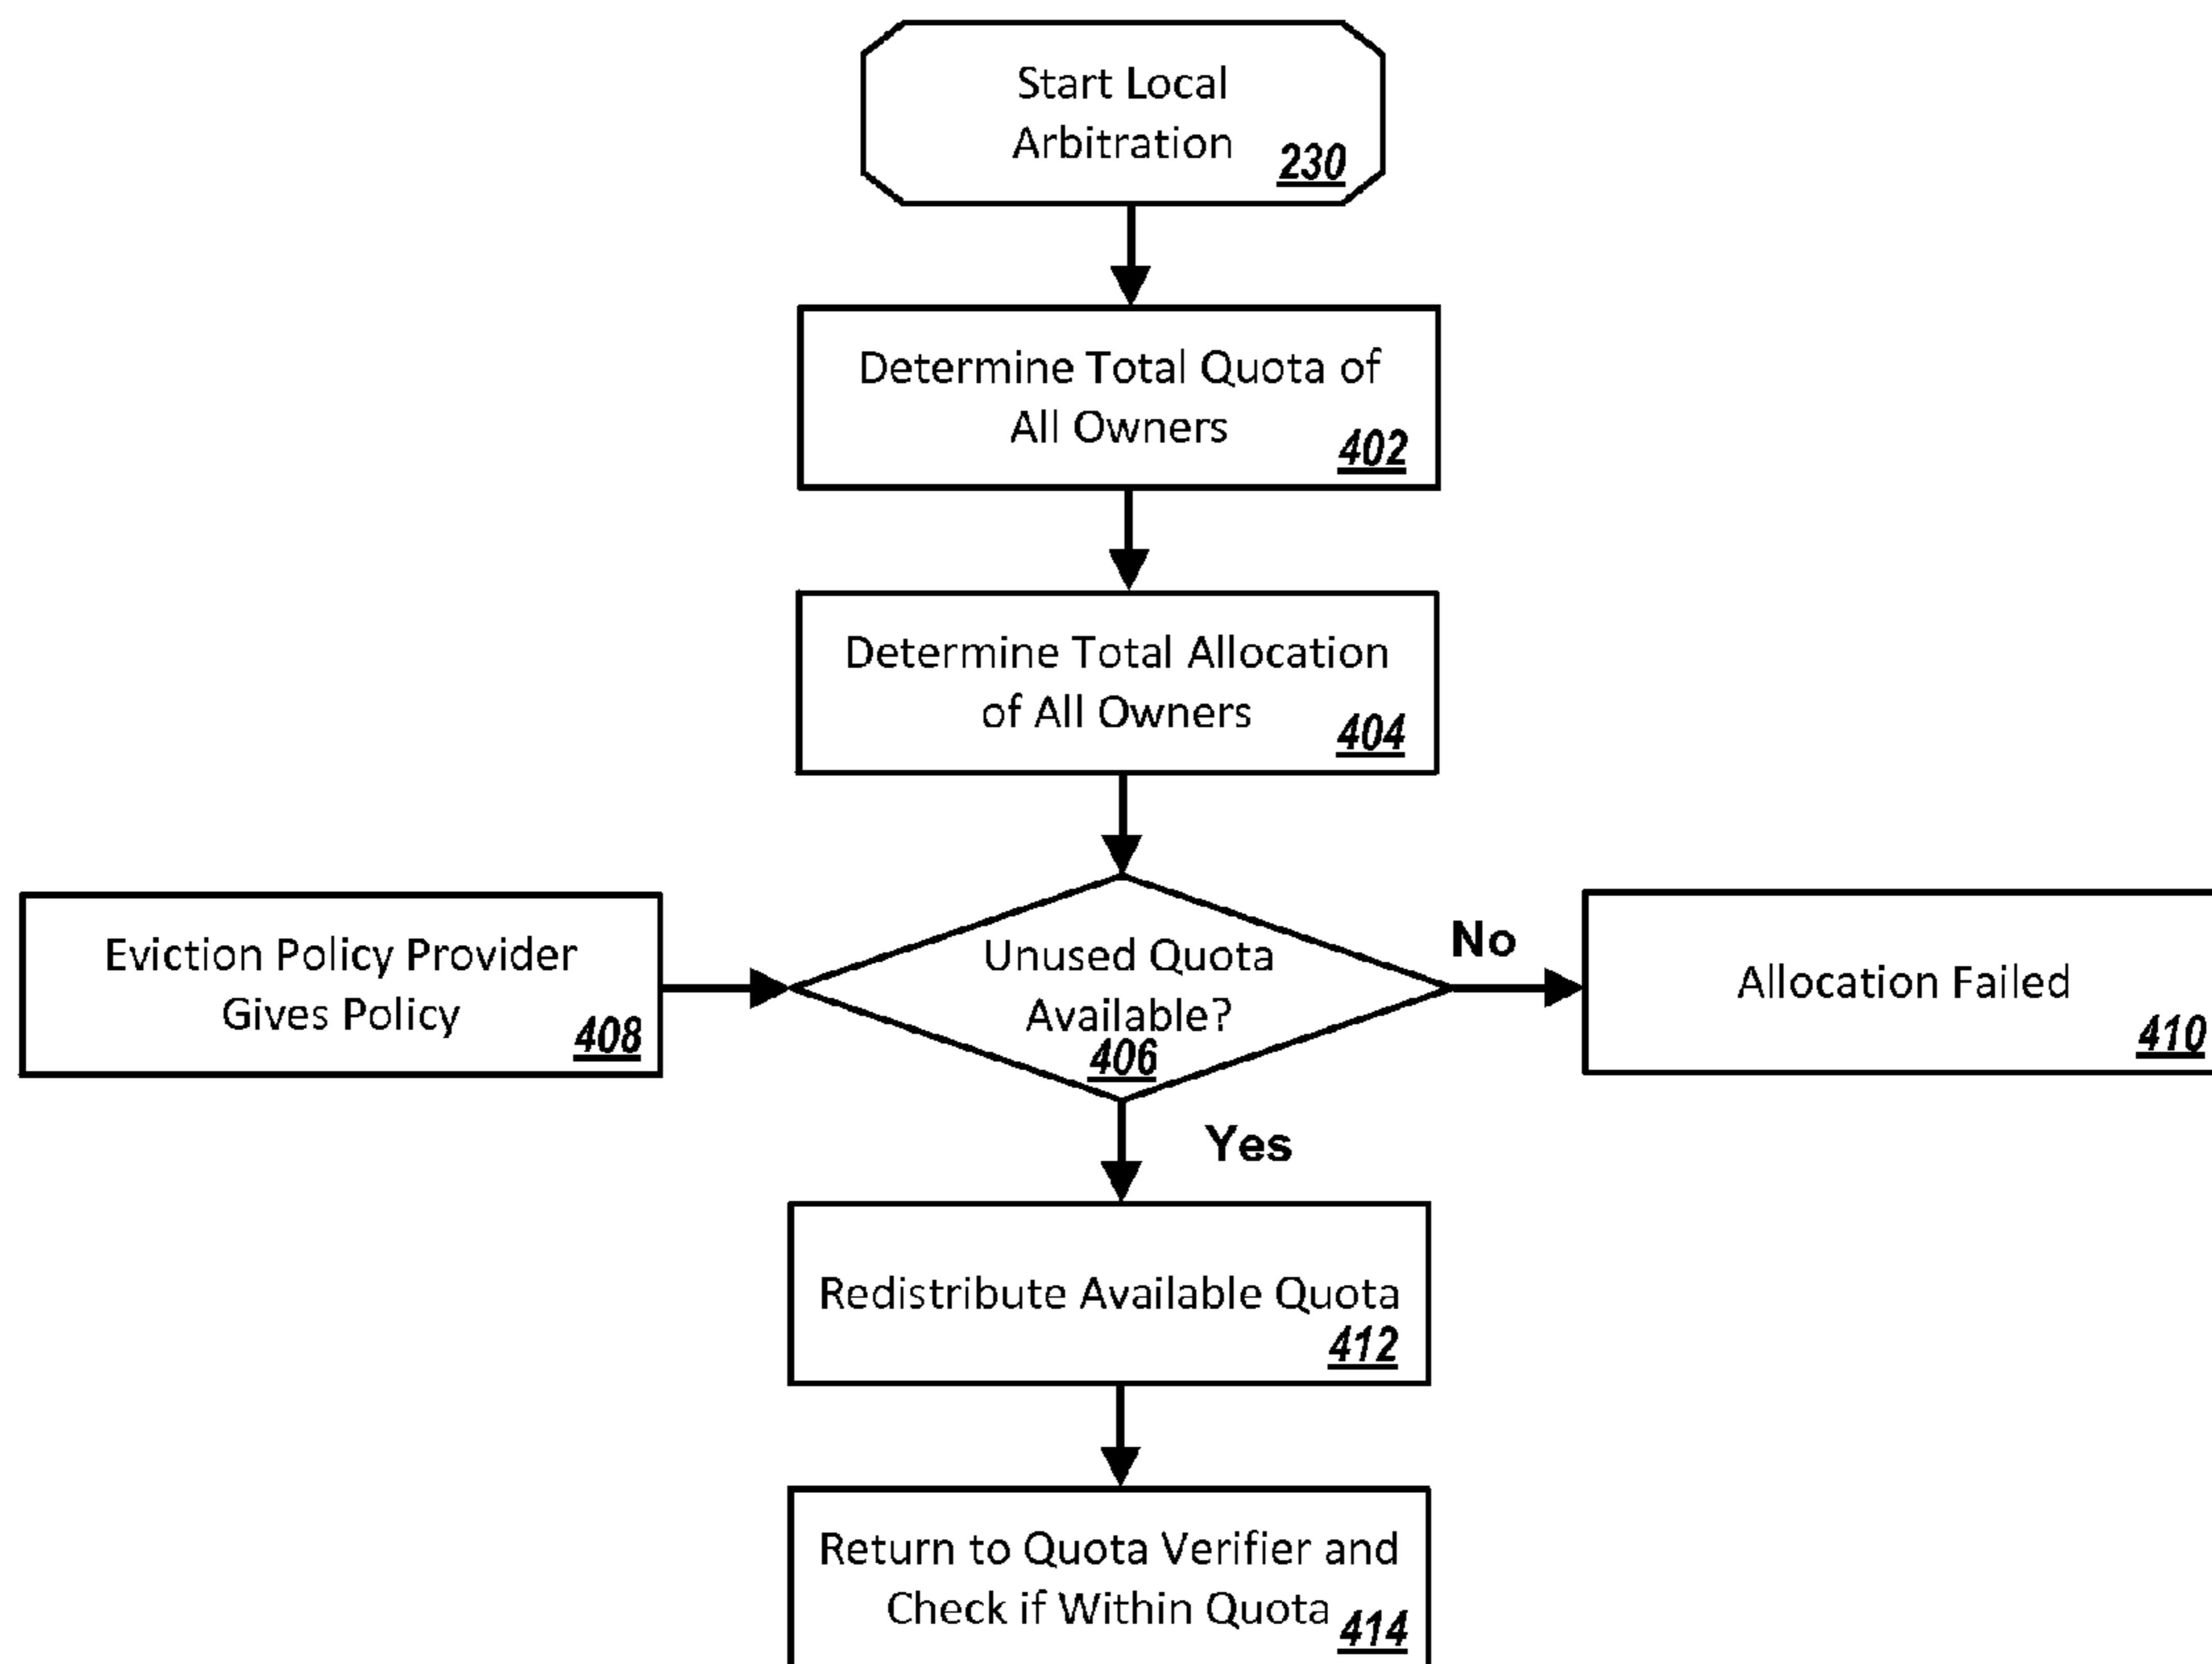 Start Local
Arbitration
230
Determine Total Quota of
All Owners
402
Determine Total Allocation
of All Owners
404
Eviction Policy Provider
Gives Policy
408
Unused Quota
Available?
406
No
Allocation Failed
410
Yes
Redistribute Available Quota
412
Return to Quota Verifier and
Check if Within Quota
414